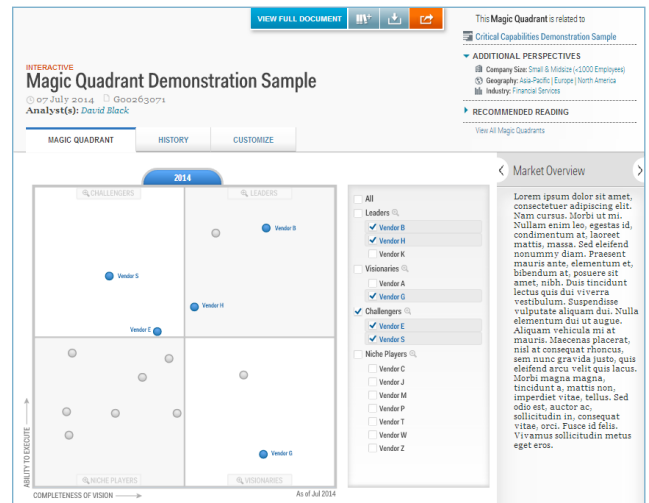 VIEW FULL DOCUMENT
This Magic Quadrant is related to
Critical Capabilities Demonstration Sample
ADDITIONAL PERSPECTIVES
Company Size: Small & Midsize (<1000 Employees)
Geography: Asia-Pacific | Europe | North America
Industry: Financial Services
RECOMMENDED READING
View All Magic Quadrants
INTERACTIVE
Magic Quadrant Demonstration Sample
07 July 2014 G00263071
Analyst(s): David Black
MAGIC QUADRANT HISTORY CUSTOMIZE
2014
CHALLENGERS LEADERS
Vendor B
Vendor S
Vendor H
Vendor E
Vendor G
NICHE PLAYERS VISIONARIES
ABILITY TO EXECUTE
COMPLETENESS OF VISION
As of Jul 2014
All
Leaders
Vendor B
Vendor H
Vendor K
Visionaries
Vendor A
Vendor G
Challengers
Vendor E
Vendor S
Niche Players
Vendor C
Vendor J
Vendor M
Vendor P
Vendor T
Vendor W
Vendor Z
Market Overview
Lorem ipsum dolor sit amet,
consectetuer adipiscing elit.
Nam cursus. Morbi ut mi.
Nullam enim leo, egestas id,
condimentum at, laoreet
mattis, massa. Sed eleifend
nonummy diam. Praesent
mauris ante, elementum et,
bibendum at, posuere sit
amet, nibh. Duis tincidunt
lectus quis dui viverra
vestibulum. Suspendisse
vulputate aliquam dui. Nulla
elementum dui ut augue.
Aliquam vehicula mi at
mauris. Maecenas placerat,
nisl at consequat rhoncus,
sem nunc gravida justo, quis
eleifend arcu velit quis lacus.
Morbi magna magna,
tincidunt a, mattis non,
imperdiet vitae, tellus. Sed
odio est, auctor ac,
sollicitudin in, consequat
vitae, orci. Fusce id felis.
Vivamus sollicitudin metus
eget eros.